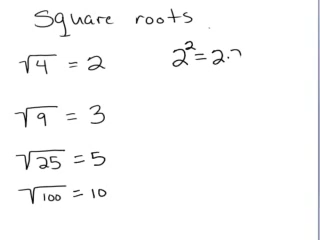 Square roots
√4 = 2
2² = 2.
√9 = 3
√25 = 5
√100 = 10